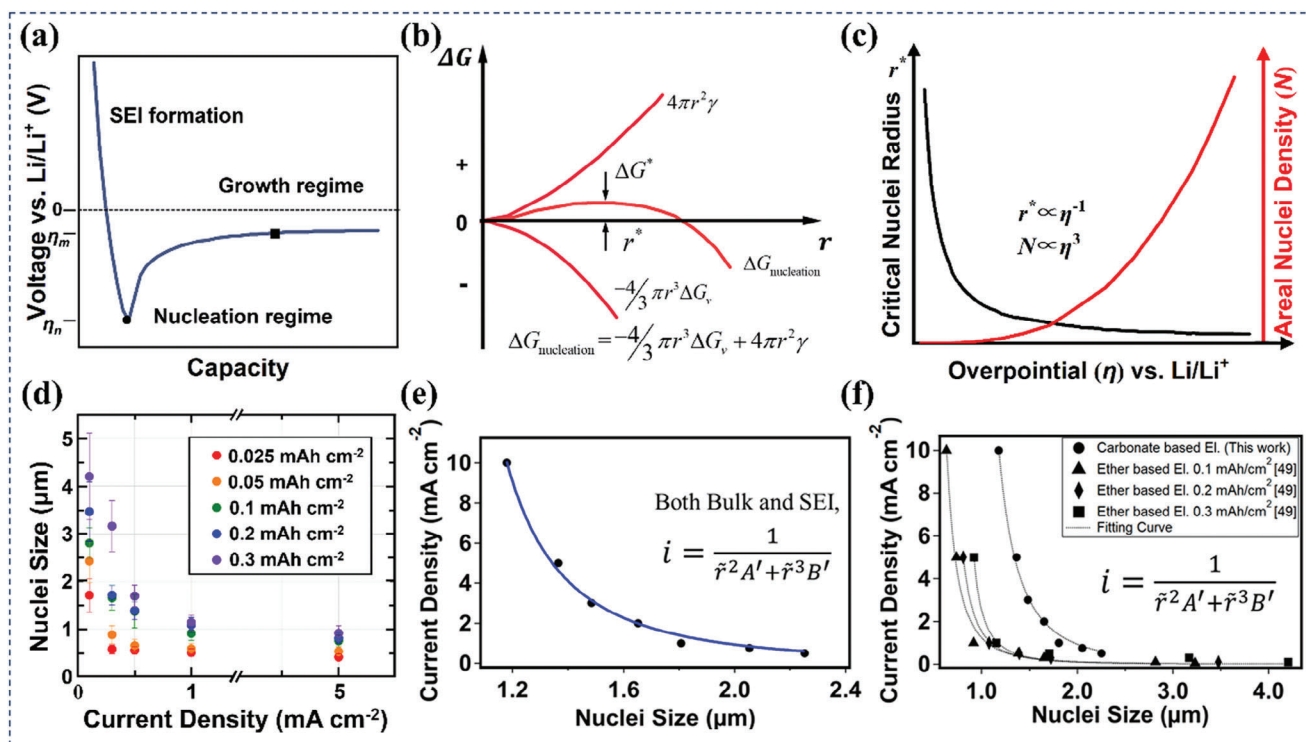 (a)
Voltage vs. Li/Li⁺ (V)
SEI formation
Growth regime
0
ηm
ηn
Nucleation regime
Capacity
(b)
ΔG
+
0
-
4πr²γ
ΔG*
r*
r
ΔGnucleation
−4/3 πr³ΔGv
ΔGnucleation = −4/3 πr³ΔGv + 4πr²γ
(c)
Critical Nuclei Radius r*
Areal Nuclei Density (N)
r*∝η⁻¹
N∝η³
Overpointial (η) vs. Li/Li⁺
(d)
Nuclei Size (μm)
5
4
3
2
1
0
0.025 mAh cm⁻²
0.05 mAh cm⁻²
0.1 mAh cm⁻²
0.2 mAh cm⁻²
0.3 mAh cm⁻²
0 1 5
Current Density (mA cm⁻²)
(e)
Current Density (mA cm⁻²)
10
8
6
4
2
0
Both Bulk and SEI,
i = 1 / (r̃²A′+r̃³B′)
1.2 1.6 2.0 2.4
Nuclei Size (μm)
(f)
Current Density (mA cm⁻²)
10
8
6
4
2
0
Carbonate based El. (This work)
Ether based El. 0.1 mAh/cm² [49]
Ether based El. 0.2 mAh/cm² [49]
Ether based El. 0.3 mAh/cm² [49]
Fitting Curve
i = 1 / (r̃²A′+r̃³B′)
1.0 2.0 3.0 4.0
Nuclei Size (μm)